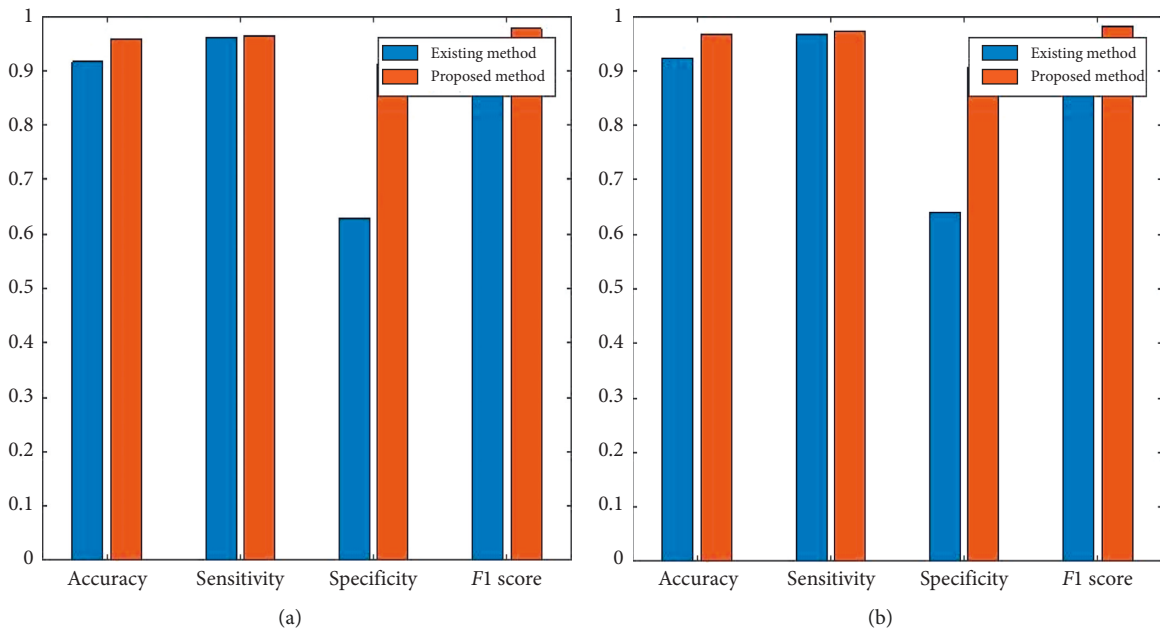 1
0.9
0.8
0.7
0.6
0.5
0.4
0.3
0.2
0.1
0
Existing method
Proposed method
Accuracy Sensitivity Specificity F1 score
(a)
1
0.9
0.8
0.7
0.6
0.5
0.4
0.3
0.2
0.1
0
Existing method
Proposed method
Accuracy Sensitivity Specificity F1 score
(b)